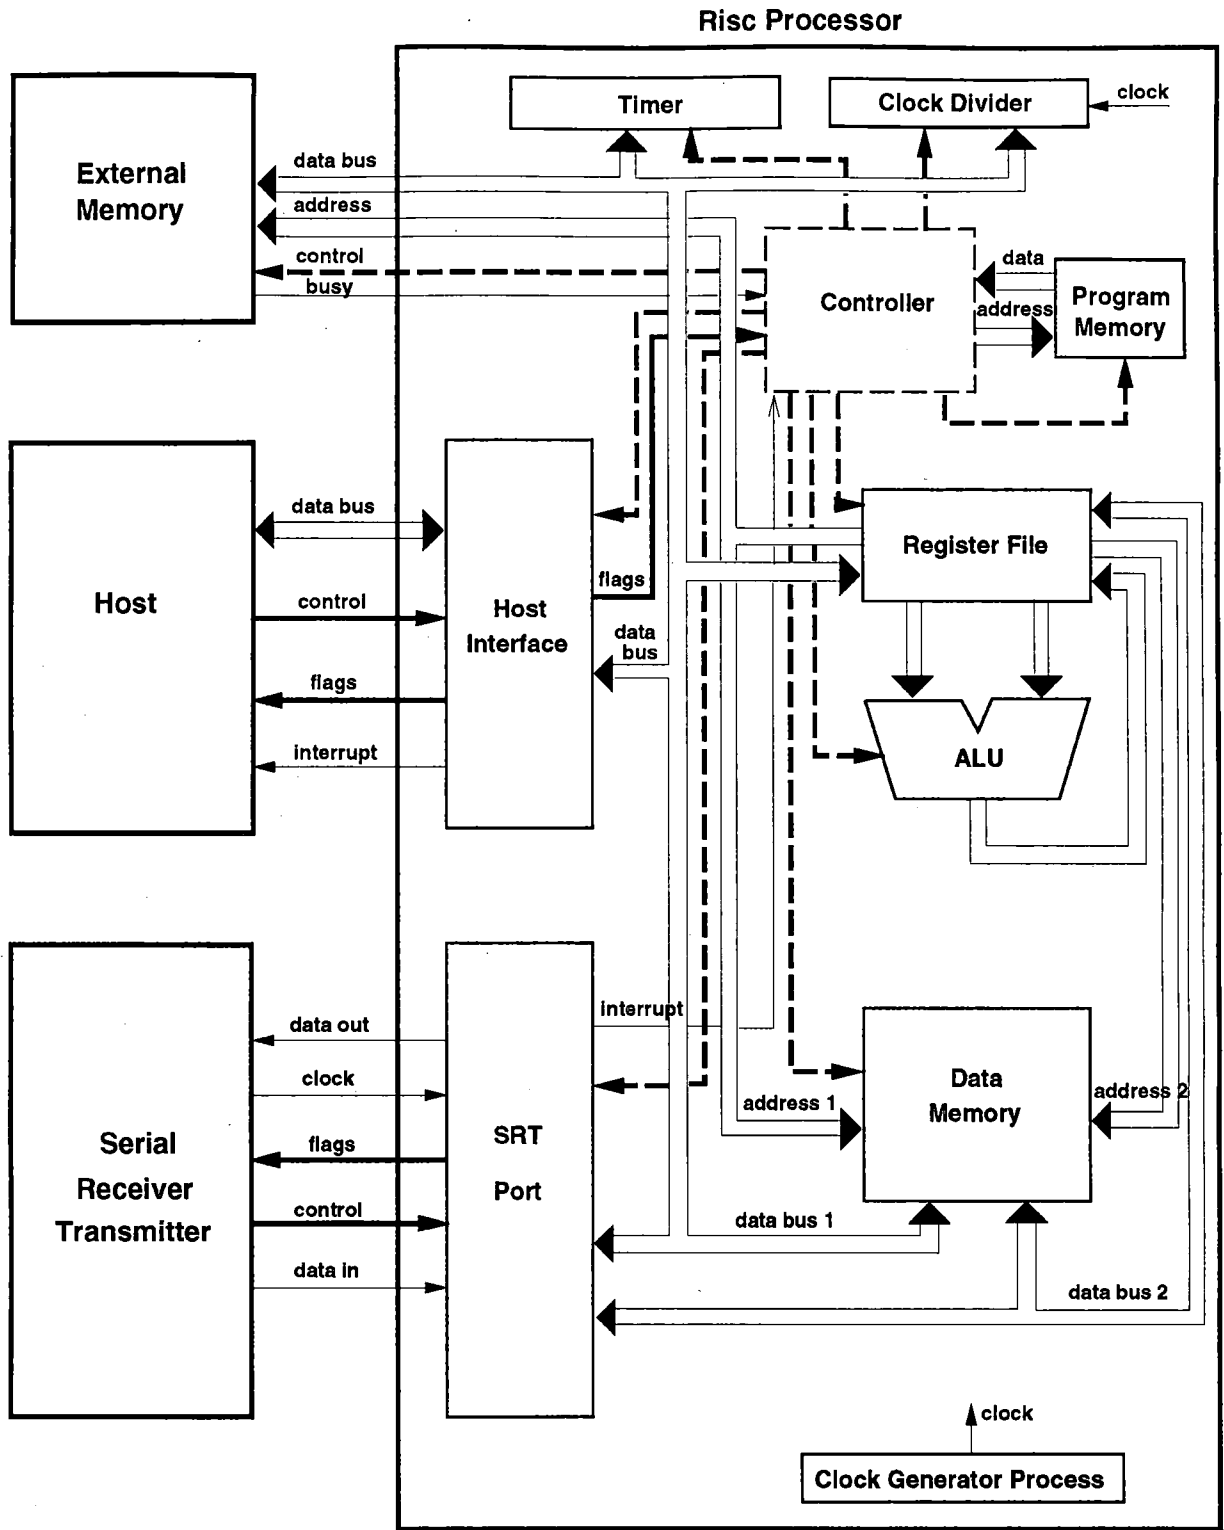 Risc Processor
Timer
Clock Divider
clock
External
Memory
data bus
address
control
busy
Controller
data
address
Program
Memory
Host
data bus
control
flags
interrupt
Host
Interface
flags
data
bus
Register File
ALU
Serial
Receiver
Transmitter
data out
clock
flags
control
data in
SRT
Port
interrupt
address 1
Data
Memory
address 2
data bus 1
data bus 2
clock
Clock Generator Process